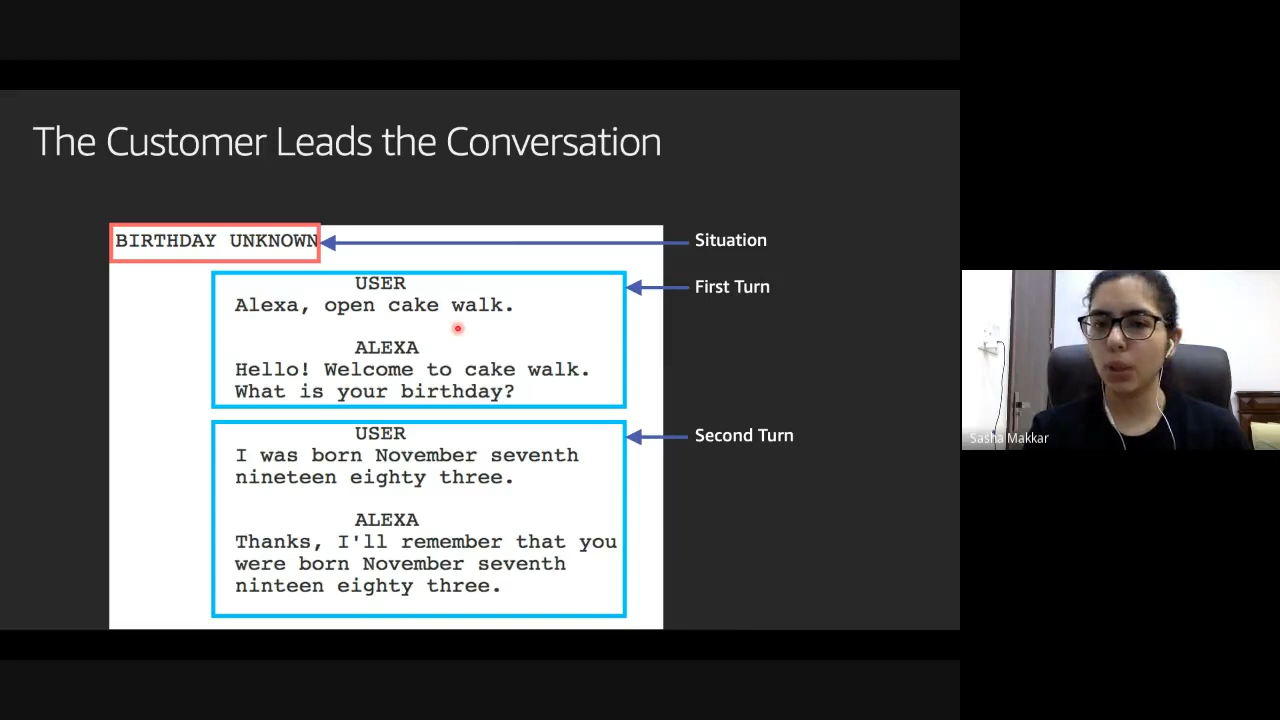 The Customer Leads the Conversation
BIRTHDAY UNKNOWN
Situation
USER
First Turn
Alexa, open cake walk.
ALEXA
Hello! Welcome to cake walk.
What is your birthday?
USER
Second Turn
I was born November seventh
nineteen eighty three.
ALEXA
Thanks, I'll remember that you
were born November seventh
ninteen eighty three.
Sasha Makkar